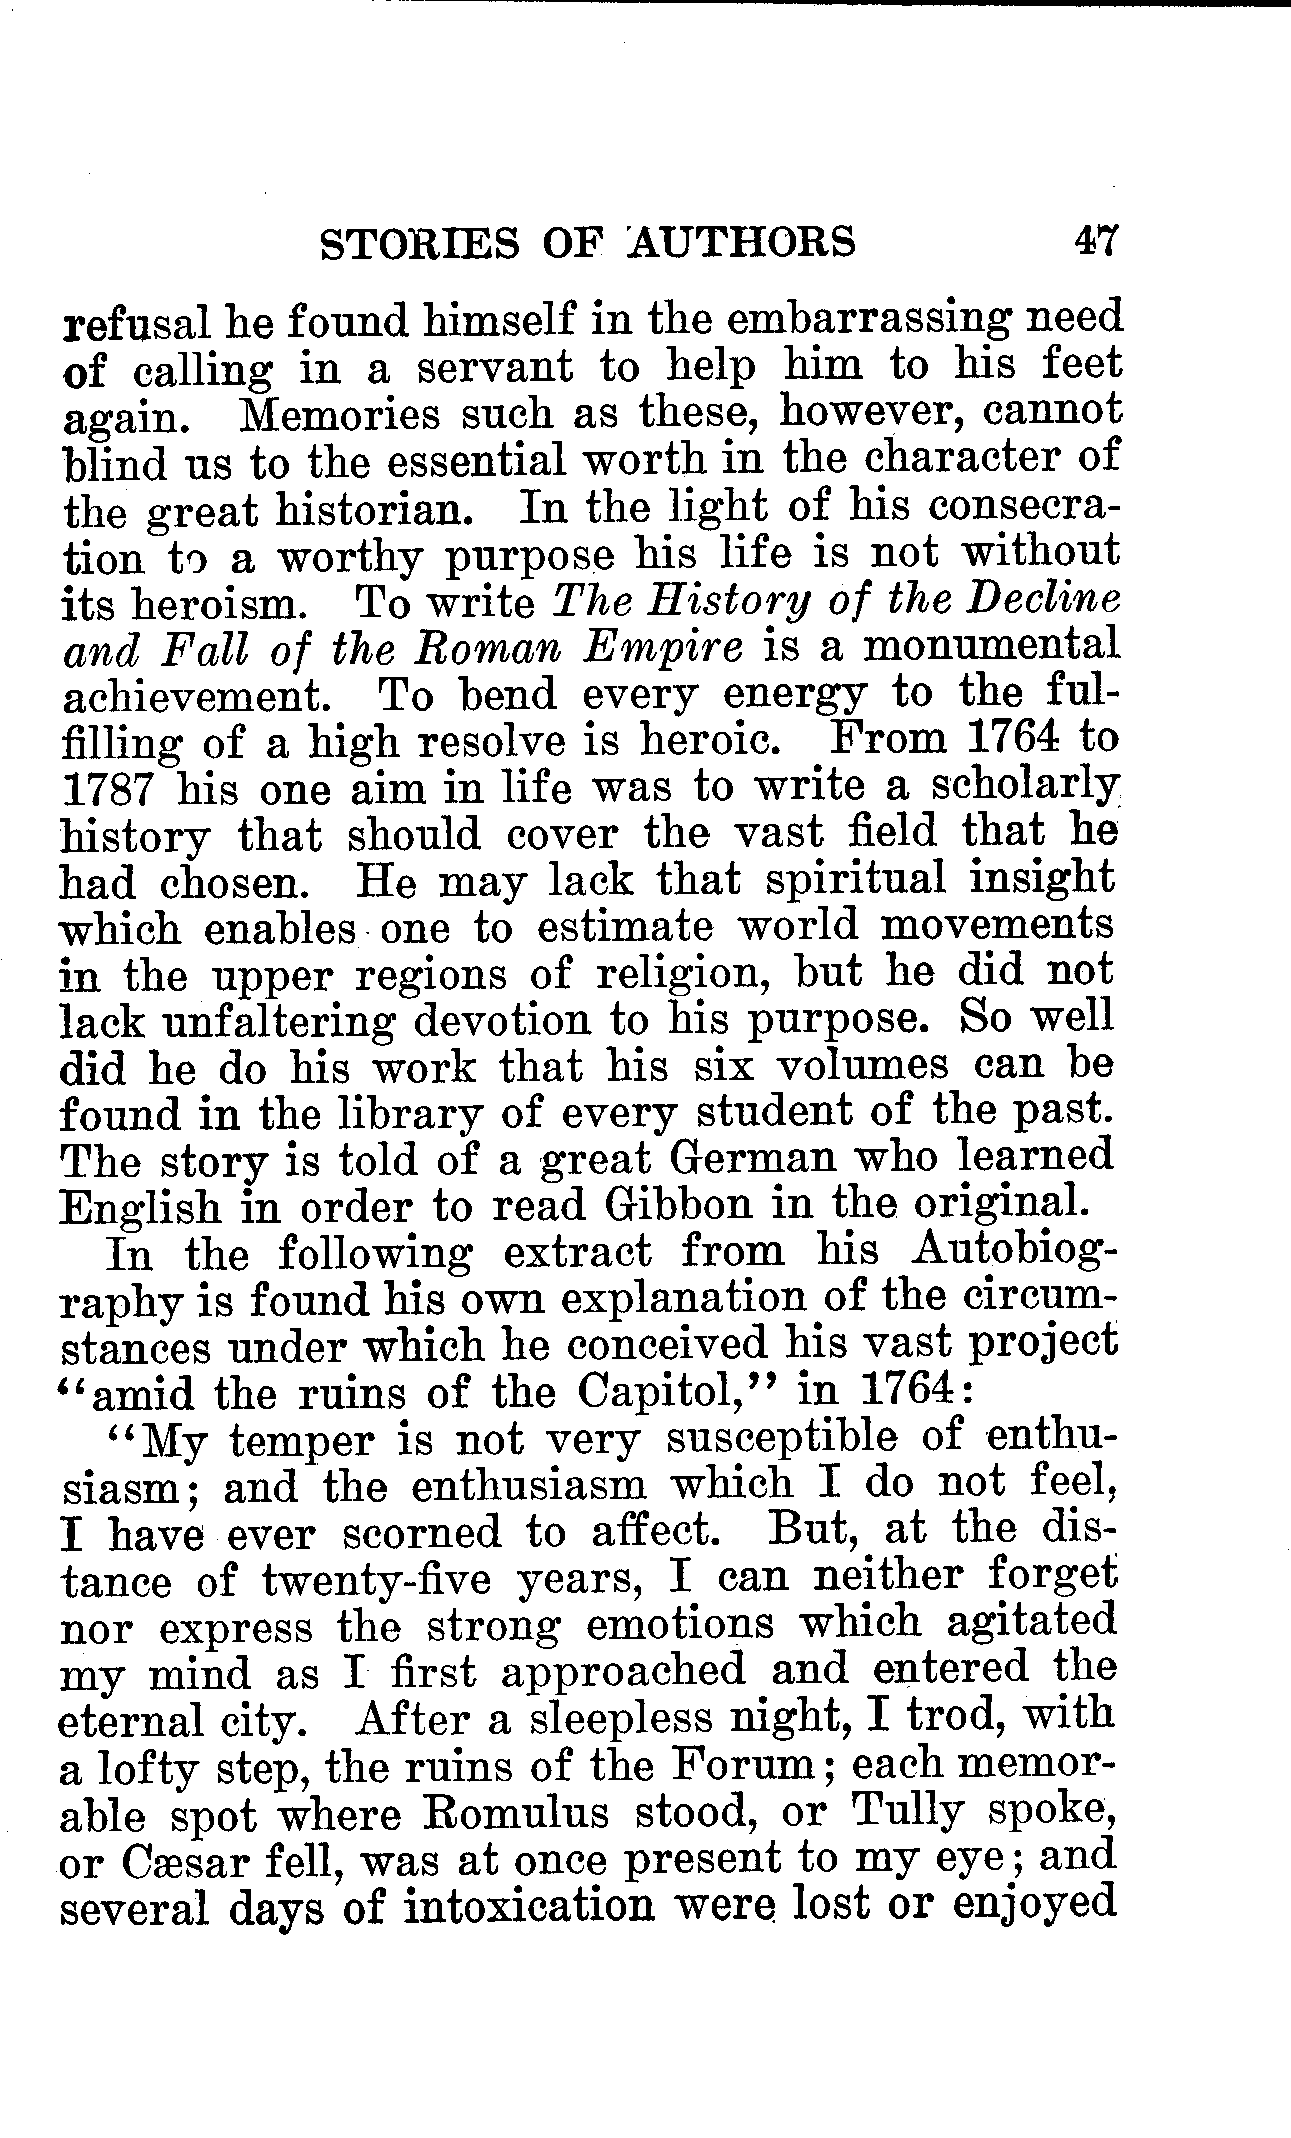 STORIES OF AUTHORS 47
refusal he found himself in the embarrassing need
of calling in a servant to help him to his feet
again. Memories such as these, however, cannot
blind us to the essential worth in the character of
the great historian. In the light of his consecra-
tion to a worthy purpose his life is not without
its heroism. To write The History of the Decline
and Fall of the Roman Empire is a monumental
achievement. To bend every energy to the ful-
filling of a high resolve is heroic. From 1764 to
1787 his one aim in life was to write a scholarly
history that should cover the vast field that he
had chosen. He may lack that spiritual insight
which enables one to estimate world movements
in the upper regions of religion, but he did not
lack unfaltering devotion to his purpose. So well
did he do his work that his six volumes can be
found in the library of every student of the past.
The story is told of a great German who learned
English in order to read Gibbon in the original.
In the following extract from his Autobiog-
raphy is found his own explanation of the circum-
stances under which he conceived his vast project
“amid the ruins of the Capitol,” in 1764:
“My temper is not very susceptible of enthu-
siasm; and the enthusiasm which I do not feel,
I have ever scorned to affect. But, at the dis-
tance of twenty-five years, I can neither forget
nor express the strong emotions which agitated
my mind as I first approached and entered the
eternal city. After a sleepless night, I trod, with
a lofty step, the ruins of the Forum; each memor-
able spot where Romulus stood, or Tully spoke,
or Cæsar fell, was at once present to my eye; and
several days of intoxication were lost or enjoyed